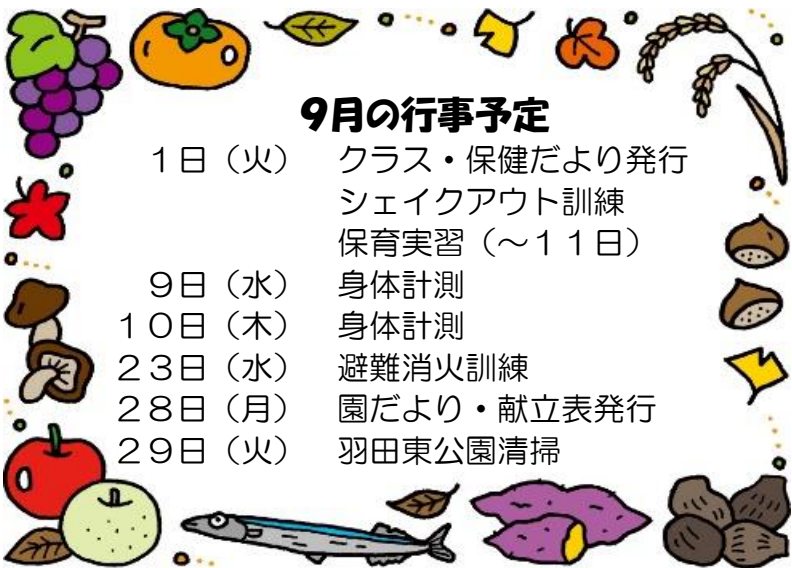 9月の行事予定
１日（火）　クラス・保健だより発行
シェイクアウト訓練
保育実習（～１１日）
９日（水）　身体計測
１０日（木）　身体計測
２３日（水）　避難消火訓練
２８日（月）　園だより・献立表発行
２９日（火）　羽田東公園清掃